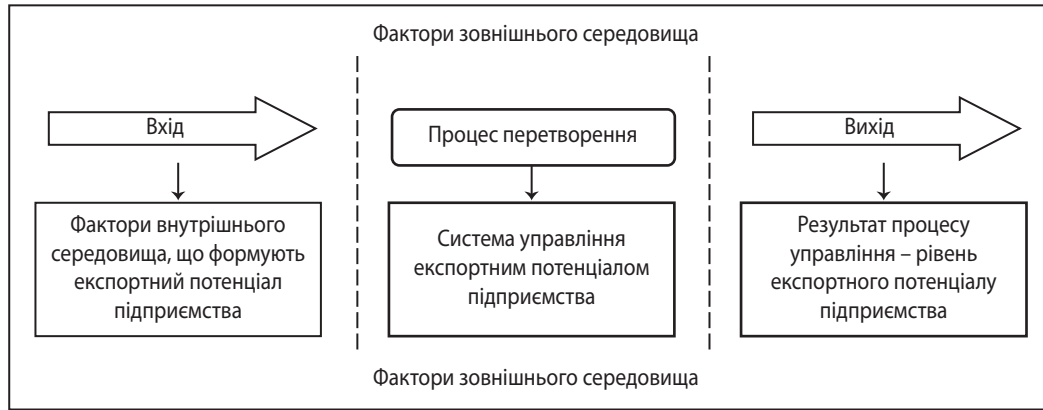 Фактори зовнішнього середовища
Вхід
Процес перетворення
Вихід
Фактори внутрішнього
середовища, що формують
експортний потенціал
підприємства
Система управління
експортним потенціалом
підприємства
Результат процесу
управління – рівень
експортного потенціалу
підприємства
Фактори зовнішнього середовища